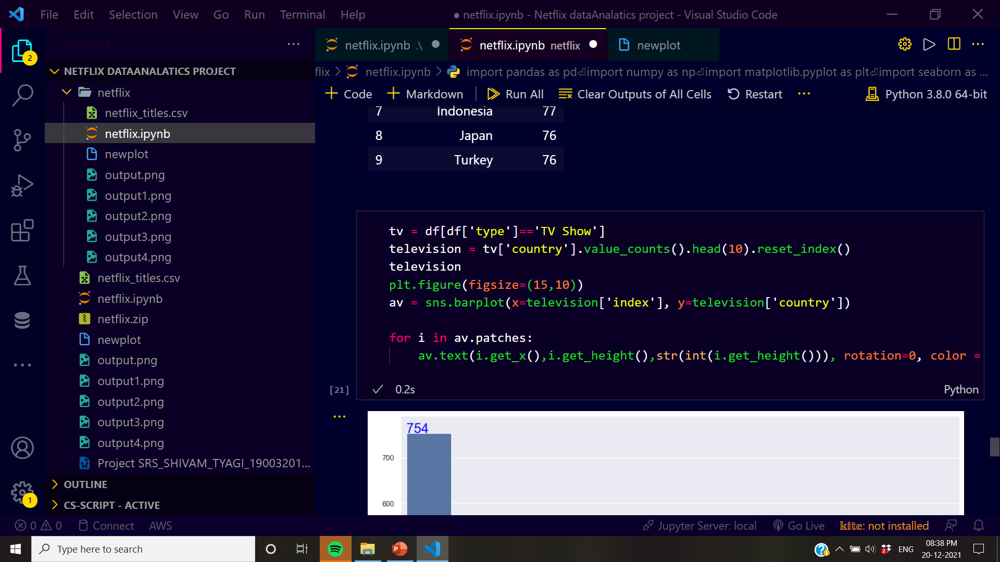 File Edit Selection View Go Run Terminal Help
● netflix.ipynb - Netflix dataAnalatics project - Visual Studio Code
EXPLORER
netflix.ipynb .\
netflix.ipynb netflix
newplot
2
NETFLIX DATAANALATICS PROJECT
flix > netflix.ipynb > import pandas as pd⏎import numpy as np⏎import matplotlib.pyplot as plt⏎import seaborn as ...
Code Markdown Run All Clear Outputs of All Cells Restart
Python 3.8.0 64-bit
netflix
netflix_titles.csv
netflix.ipynb
newplot
output.png
output1.png
output2.png
output3.png
output4.png
netflix_titles.csv
netflix.ipynb
netflix.zip
newplot
output.png
output1.png
output2.png
output3.png
output4.png
Project SRS_SHIVAM_TYAGI_19003201...
OUTLINE
CS-SCRIPT - ACTIVE
1
7 Indonesia 77
8 Japan 76
9 Turkey 76
tv = df[df['type']=='TV Show']
television = tv['country'].value_counts().head(10).reset_index()
television
plt.figure(figsize=(15,10))
av = sns.barplot(x=television['index'], y=television['country'])
for i in av.patches:
av.text(i.get_x(),i.get_height(),str(int(i.get_height())), rotation=0, color =
[21]
0.2s
Python
754
700
600
0 0 Connect AWS
Jupyter Server: local Go Live kite: not installed
Type here to search
P
2
ENG
08:38 PM
20-12-2021